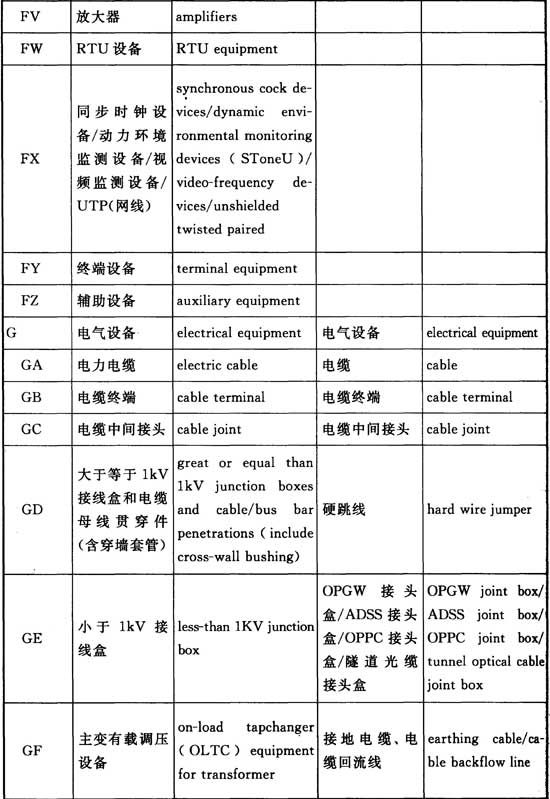 FV 放大器 amplifiers
FW RTU 设备 RTU equipment
FX
同步时钟设
备/动力环境
监测设备/视
频监测设备/
UTP(网线)
synchronous cock de-
vices/dynamic envi-
ronmental monitoring
devices (SToneU)/
video-frequency de-
vices/unshielded
twisted paired
FY 终端设备 terminal equipment
FZ 辅助设备 auxiliary equipment
G 电气设备 electrical equipment 电气设备 electrical equipment
GA 电力电缆 electric cable 电缆 cable
GB 电缆终端 cable terminal 电缆终端 cable terminal
GC 电缆中间接头 cable joint 电缆中间接头 cable joint
GD
大于等于1kV
接线盒和电缆
母线贯穿件
(含穿墙套管)
great or equal than
1kV junction boxes
and cable/bus bar
penetrations (include
cross-wall bushing)
硬跳线
hard wire jumper
GE
小于 1kV 接
线盒
less-than 1KV junction
box
OPGW 接头
盒/ADSS 接头
盒/OPPC 接头
盒/隧道光缆
接头盒
OPGW joint box/
ADSS joint box/
OPPC joint box/
tunnel optical cable
joint box
GF
主变有载调压
设备
on-load tapchanger
(OLTC) equipment
for transformer
接地电缆、电
缆回流线
earthing cable/ca-
ble backflow line